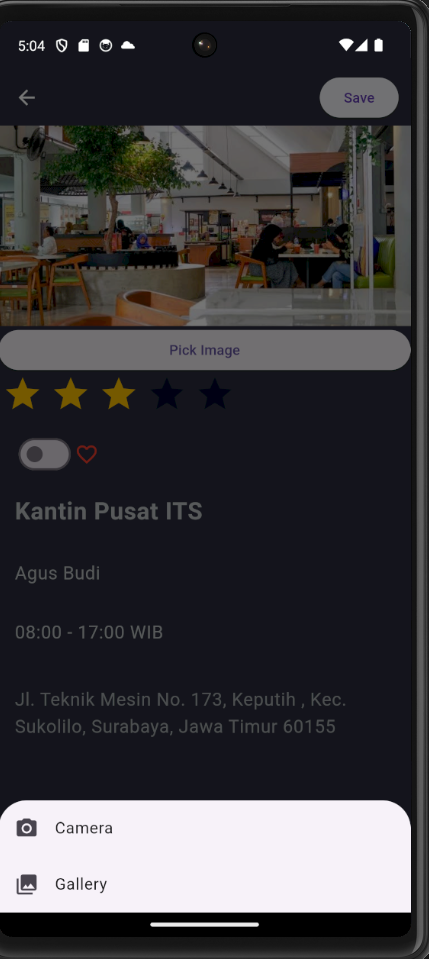 5:04
Save
Pick Image
Kantin Pusat ITS
Agus Budi
08:00 - 17:00 WIB
Jl. Teknik Mesin No. 173, Keputih , Kec.
Sukolilo, Surabaya, Jawa Timur 60155
Camera
Gallery